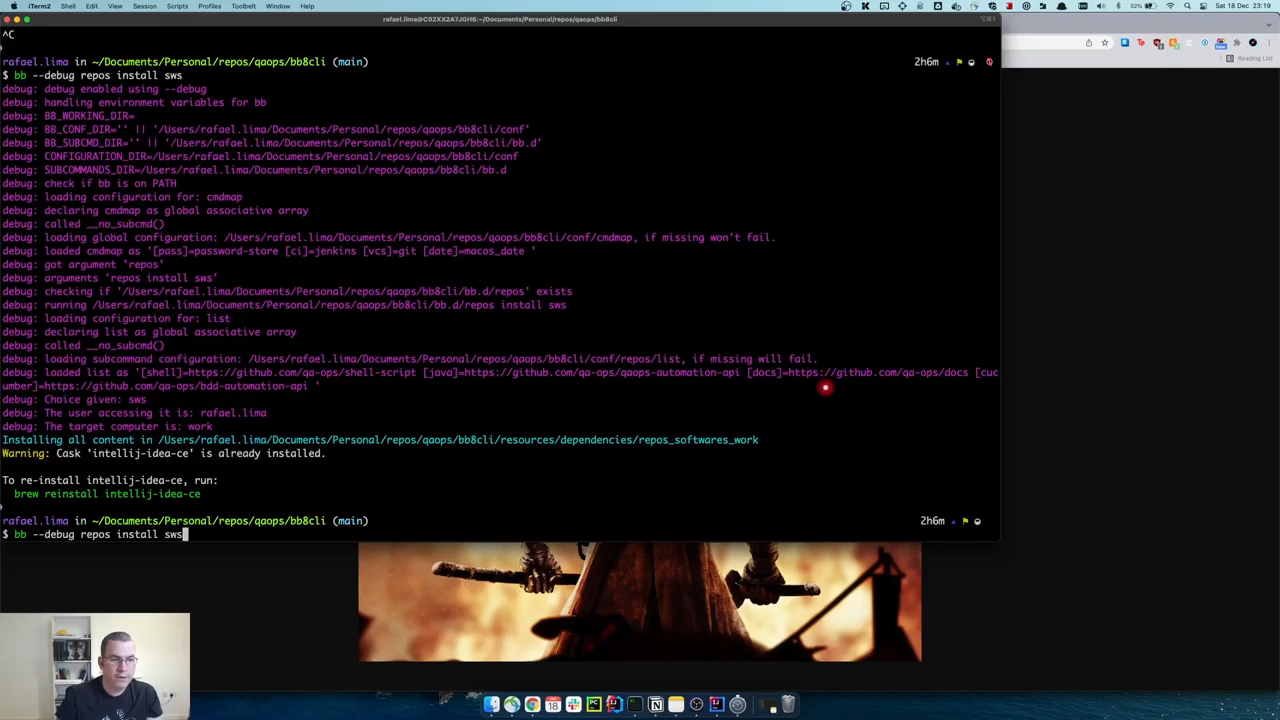 iTerm2 Shell Edit View Session Scripts Profiles Toolbelt Window Help
52%
Sat 18 Dec 23:19
rafael.lima@C02XX2A7JGH6:~/Documents/Personal/repos/qaops/bb8cli
⌥⌘1
Reading List
^C
rafael.lima in ~/Documents/Personal/repos/qaops/bb8cli (main) 2h6m
$ bb --debug repos install sws
debug: debug enabled using --debug
debug: handling environment variables for bb
debug: BB_WORKING_DIR=
debug: BB_CONF_DIR='' || '/Users/rafael.lima/Documents/Personal/repos/qaops/bb8cli/conf'
debug: BB_SUBCMD_DIR='' || '/Users/rafael.lima/Documents/Personal/repos/qaops/bb8cli/bb.d'
debug: CONFIGURATION_DIR=/Users/rafael.lima/Documents/Personal/repos/qaops/bb8cli/conf
debug: SUBCOMMANDS_DIR=/Users/rafael.lima/Documents/Personal/repos/qaops/bb8cli/bb.d
debug: check if bb is on PATH
debug: loading configuration for: cmdmap
debug: declaring cmdmap as global associative array
debug: called __no_subcmd()
debug: loading global configuration: /Users/rafael.lima/Documents/Personal/repos/qaops/bb8cli/conf/cmdmap, if missing won't fail.
debug: loaded cmdmap as '[pass]=password-store [ci]=jenkins [vcs]=git [date]=macos_date '
debug: got argument 'repos'
debug: arguments 'repos install sws'
debug: checking if '/Users/rafael.lima/Documents/Personal/repos/qaops/bb8cli/bb.d/repos' exists
debug: running /Users/rafael.lima/Documents/Personal/repos/qaops/bb8cli/bb.d/repos install sws
debug: loading configuration for: list
debug: declaring list as global associative array
debug: called __no_subcmd()
debug: loading subcommand configuration: /Users/rafael.lima/Documents/Personal/repos/qaops/bb8cli/conf/repos/list, if missing will fail.
debug: loaded list as '[shell]=https://github.com/qa-ops/shell-script [java]=https://github.com/qa-ops/qaops-automation-api [docs]=https://github.com/qa-ops/docs [cuc
umber]=https://github.com/qa-ops/bdd-automation-api '
debug: Choice given: sws
debug: The user accessing it is: rafael.lima
debug: The target computer is: work
Installing all content in /Users/rafael.lima/Documents/Personal/repos/qaops/bb8cli/resources/dependencies/repos_softwares_work
Warning: Cask 'intellij-idea-ce' is already installed.
To re-install intellij-idea-ce, run:
brew reinstall intellij-idea-ce
rafael.lima in ~/Documents/Personal/repos/qaops/bb8cli (main) 2h6m
$ bb --debug repos install sws